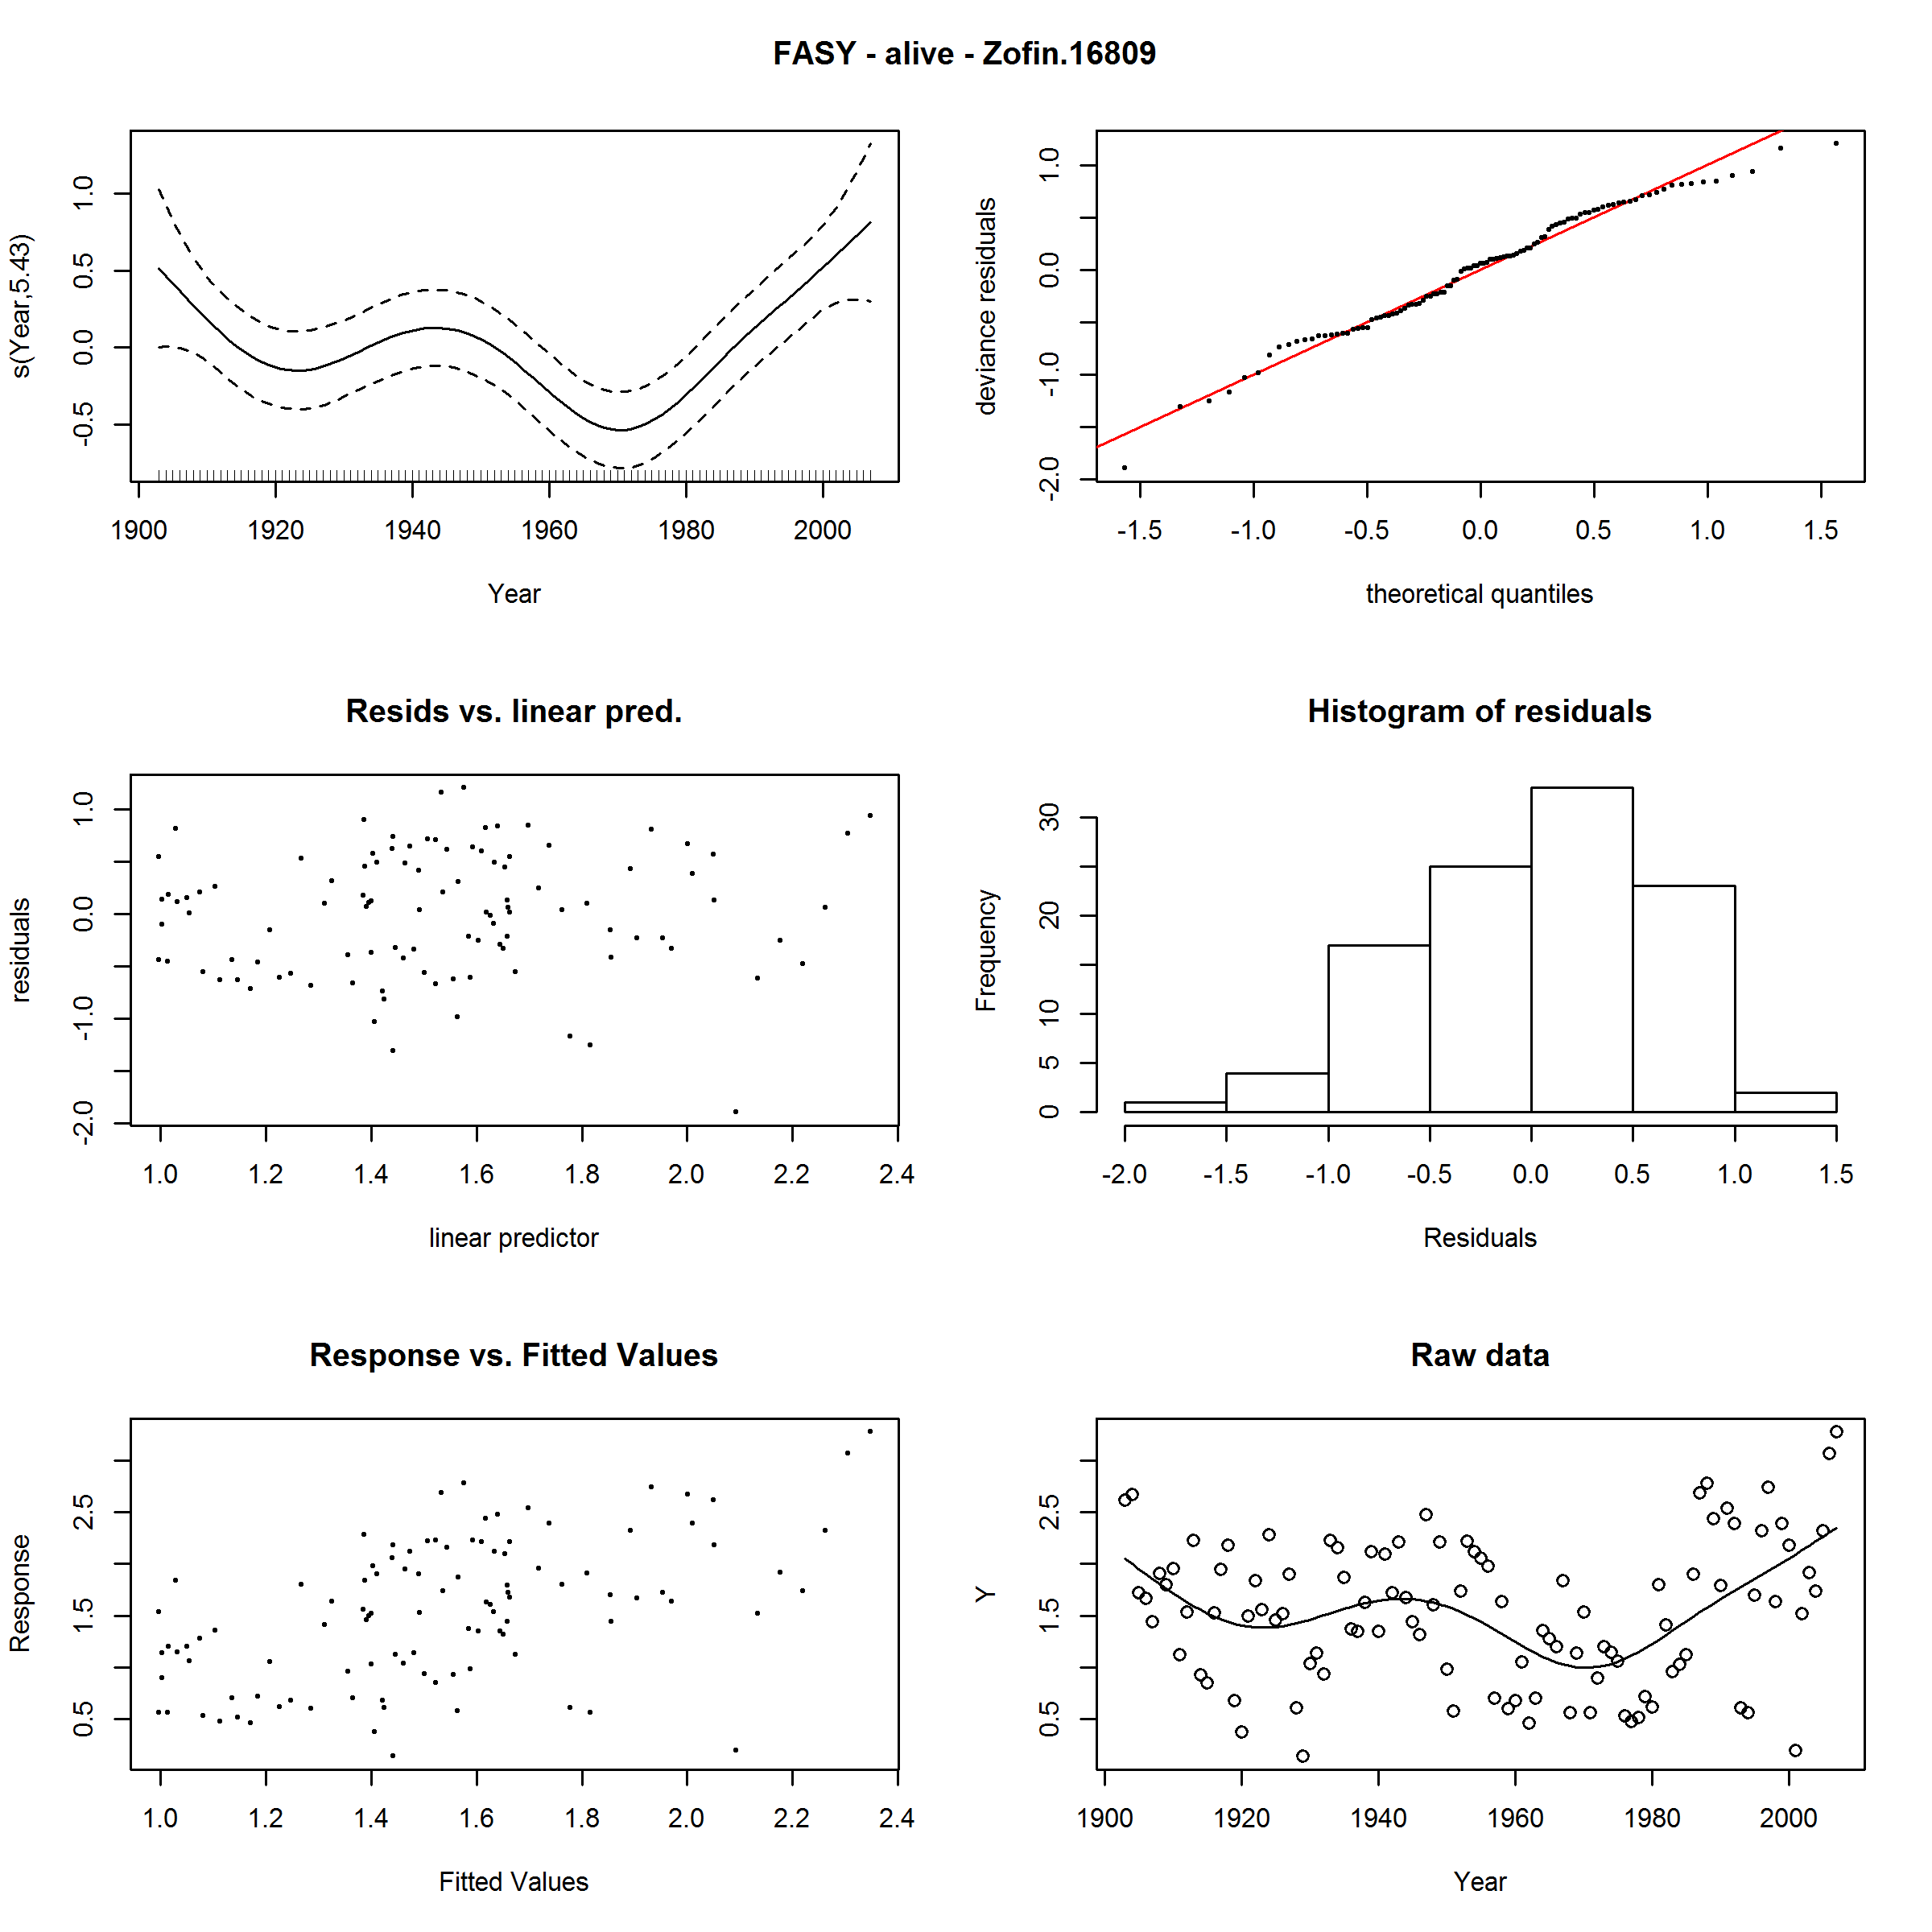 FASY - alive - Zofin.16809
s(Year,5.43)
-0.5 0.0 0.5 1.0
1900 1920 1940 1960 1980 2000
Year
deviance residuals
-2.0 -1.0 0.0 1.0
-1.5 -1.0 -0.5 0.0 0.5 1.0 1.5
theoretical quantiles
Resids vs. linear pred.
residuals
-2.0 -1.0 0.0 1.0
1.0 1.2 1.4 1.6 1.8 2.0 2.2 2.4
linear predictor
Histogram of residuals
Frequency
0 5 10 20 30
-2.0 -1.5 -1.0 -0.5 0.0 0.5 1.0 1.5
Residuals
Response vs. Fitted Values
Response
0.5 1.5 2.5
1.0 1.2 1.4 1.6 1.8 2.0 2.2 2.4
Fitted Values
Raw data
Y
0.5 1.5 2.5
1900 1920 1940 1960 1980 2000
Year